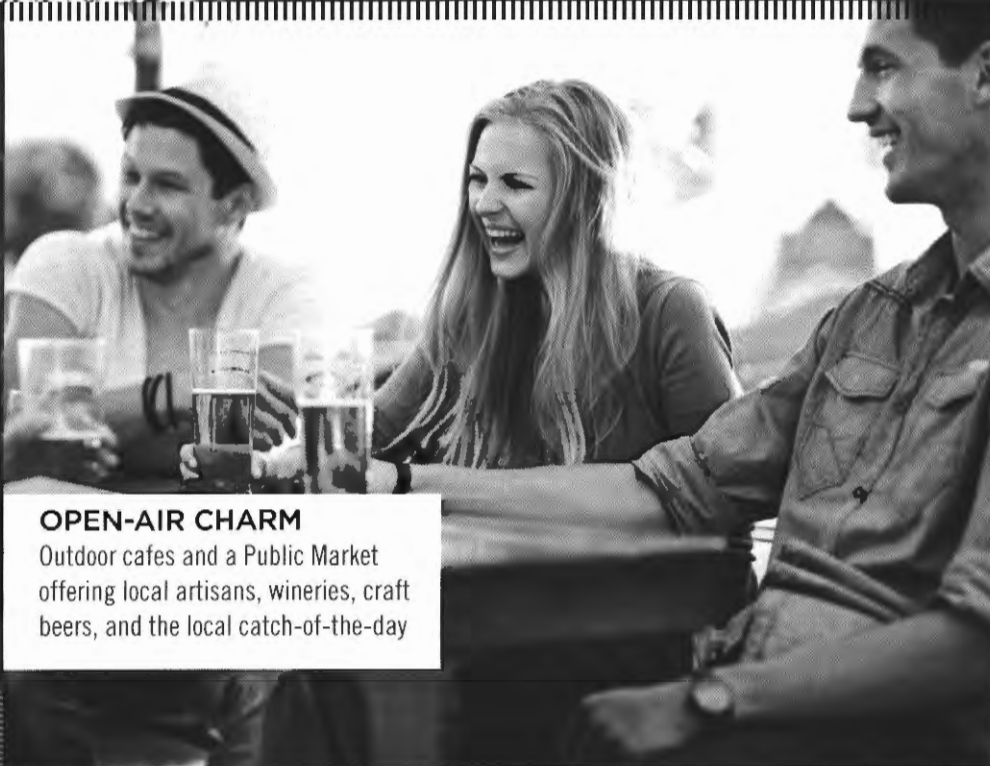 OPEN-AIR CHARM
Outdoor cafes and a Public Market
offering local artisans, wineries, craft
beers, and the local catch-of-the-day